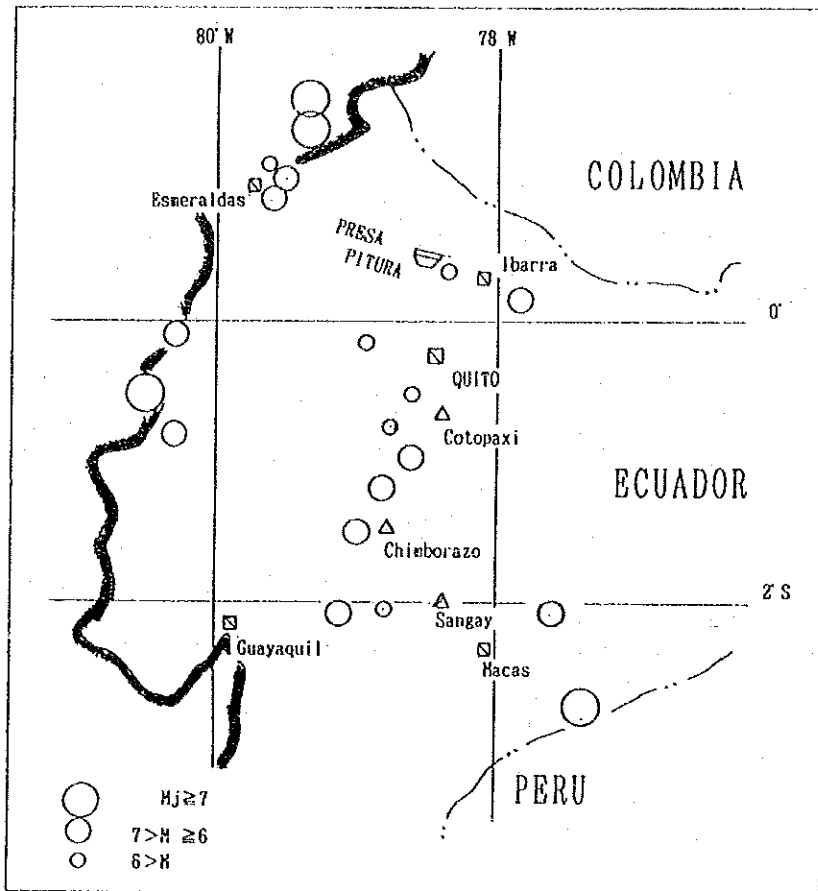 80° W
78 W
COLOMBIA
Esmeraldas
PRESA
PITURA
Ibarra
0°
QUITO
Cotopaxi
ECUADOR
Chimborazo
2° S
Sangay
Guayaquil
Macas
PERU
Mj≧7
7>M ≧6
6>M